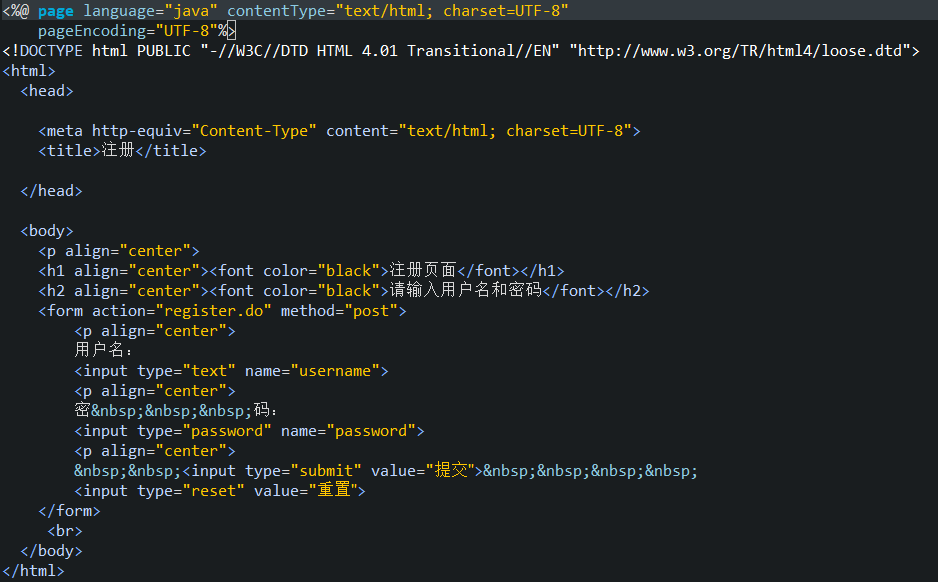 <%@ page language="java" contentType="text/html; charset=UTF-8"
pageEncoding="UTF-8"%>
<!DOCTYPE html PUBLIC "-//W3C//DTD HTML 4.01 Transitional//EN" "http://www.w3.org/TR/html4/loose.dtd">
<html>
<head>
<meta http-equiv="Content-Type" content="text/html; charset=UTF-8">
<title>注册</title>
</head>
<body>
<p align="center">
<h1 align="center"><font color="black">注册页面</font></h1>
<h2 align="center"><font color="black">请输入用户名和密码</font></h2>
<form action="register.do" method="post">
<p align="center">
用户名：
<input type="text" name="username">
<p align="center">
密&nbsp;&nbsp;&nbsp;码：
<input type="password" name="password">
<p align="center">
&nbsp;&nbsp;<input type="submit" value="提交">&nbsp;&nbsp;&nbsp;&nbsp;
<input type="reset" value="重置">
</form>
<br>
</body>
</html>